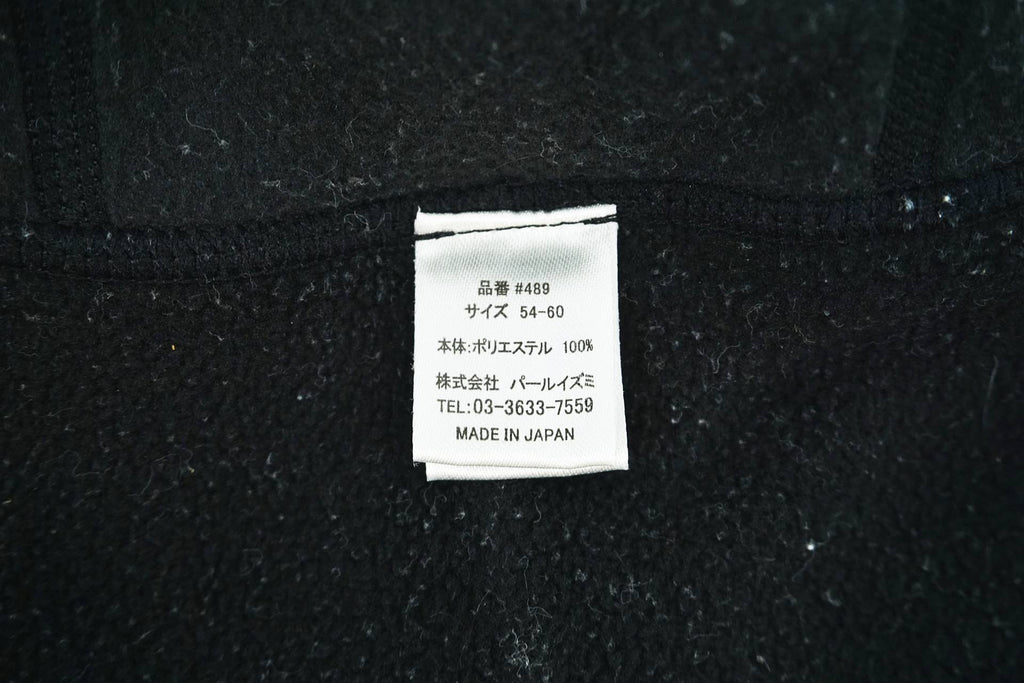 品番 #489
サイズ 54-60
本体:ポリエステル 100%
株式会社 パールイズミ
TEL:03-3633-7559
MADE IN JAPAN